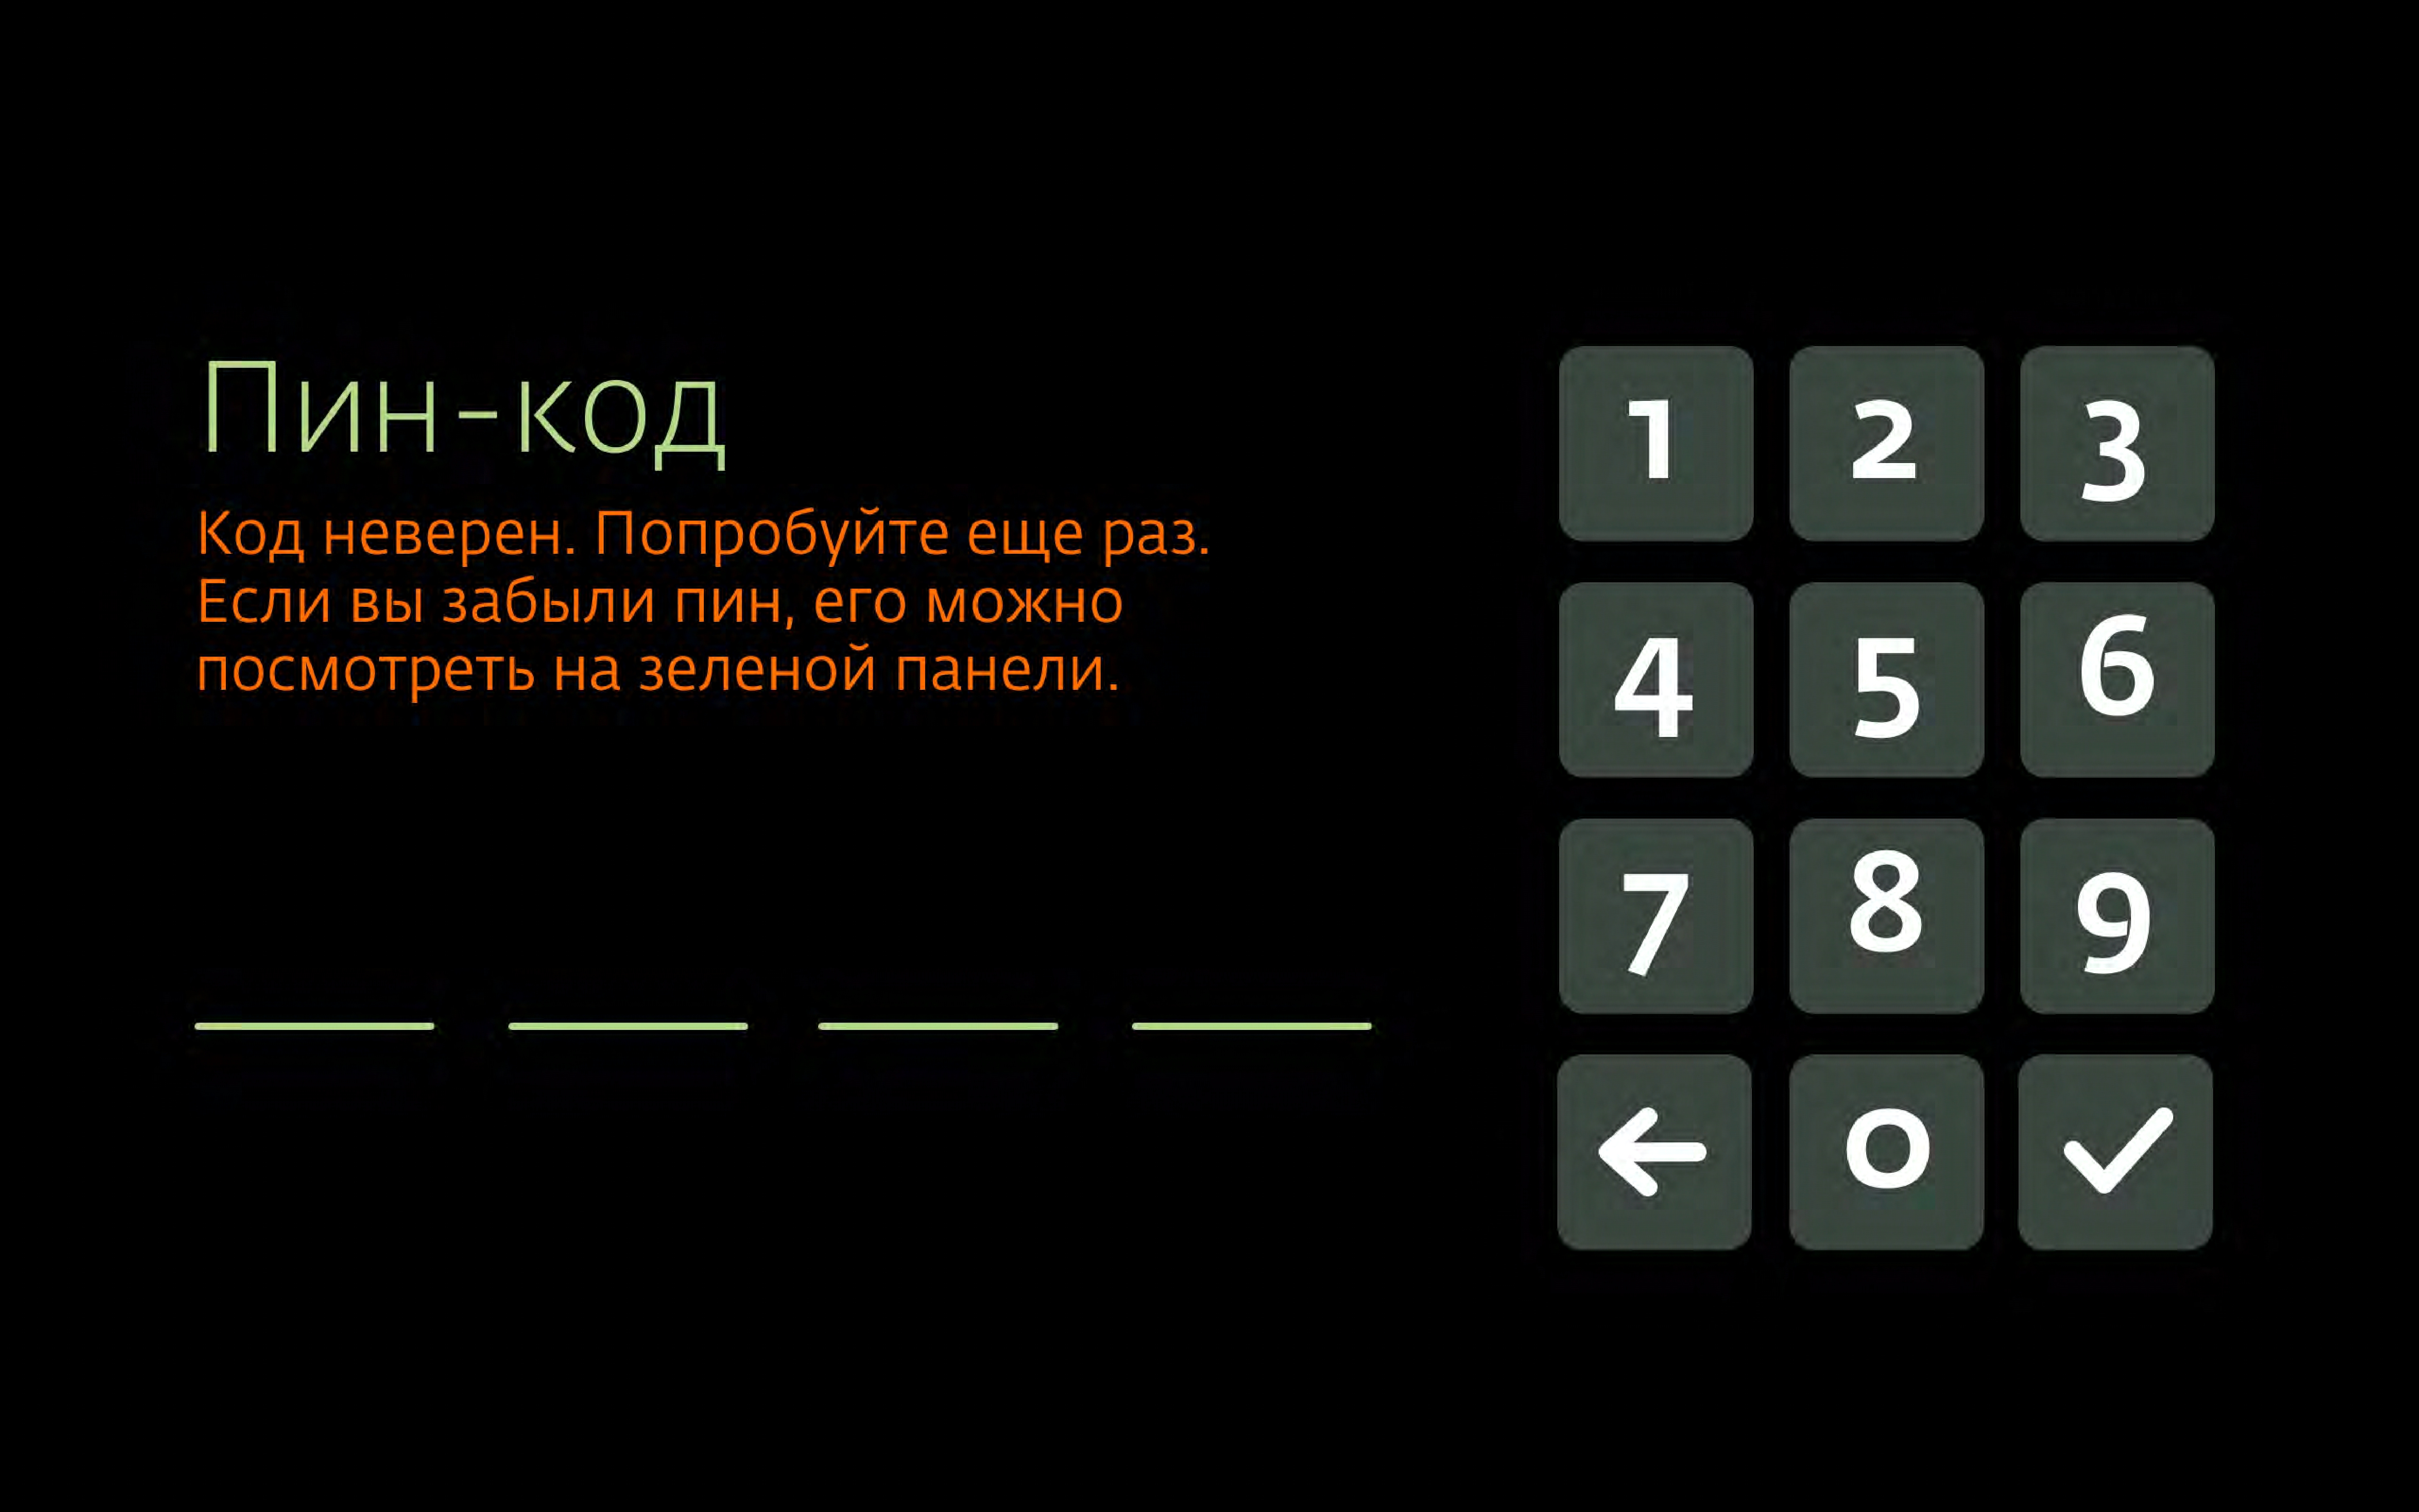 Пин-код
Код неверен. Попробуйте еще раз.
Если вы забыли пин, его можно
посмотреть на зеленой панели.
1 2 3
4 5 6
7 8 9
0